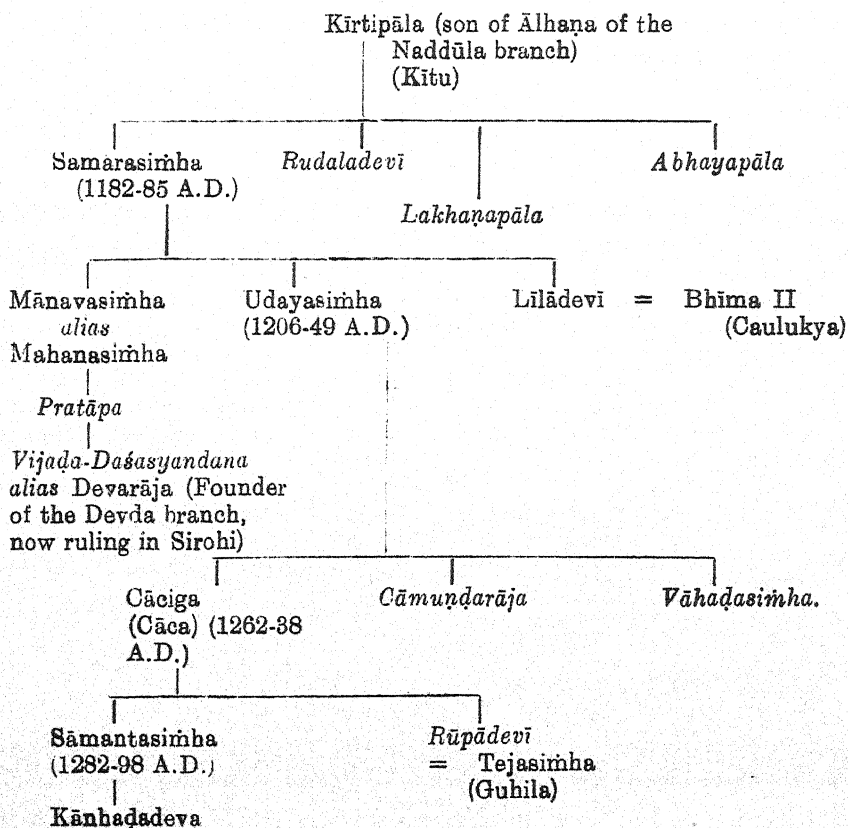 Kīrtipāla (son of Ālhaṇa of the
Naddūla branch)
(Kītu)
Samarasiṁha
(1182-85 A.D.)
Rudaladevī
Lakhaṇapāla
Abhayapāla
Mānavasiṁha
alias
Mahanasiṁha
Udayasiṁha
(1206-49 A.D.)
Līlādevī = Bhīma II
(Caulukya)
Pratāpa
Vijaḍa-Daśasyandana
alias Devarāja (Founder
of the Devda branch,
now ruling in Sirohi)
Cāciga
(Cāca) (1262-38
A.D.)
Cāmuṇḍarāja
Vāhaḍasiṁha.
Sāmantasiṁha
(1282-98 A.D.)
Rūpādevī
= Tejasiṁha
(Guhila)
Kānhaḍadeva